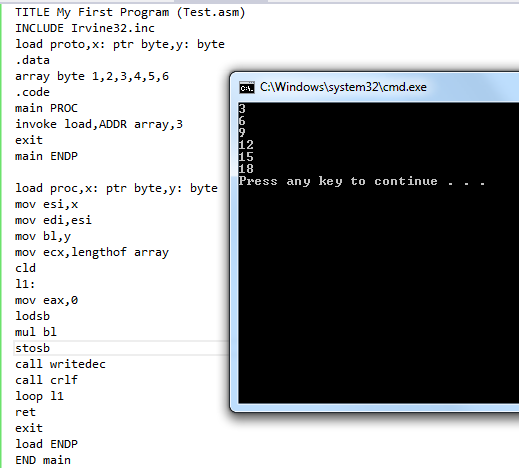 TITLE My First Program (Test.asm)
INCLUDE Irvine32.inc
load proto,x: ptr byte,y: byte
.data
array byte 1,2,3,4,5,6
.code
main PROC
invoke load,ADDR array,3
exit
main ENDP

load proc,x: ptr byte,y: byte
mov esi,x
mov edi,esi
mov bl,y
mov ecx,lengthof array
cld
l1:
mov eax,0
lodsb
mul bl
stosb
call writedec
call crlf
loop l1
ret
exit
load ENDP
END main
C:\Windows\system32\cmd.exe
3
6
9
12
15
18
Press any key to continue . . .